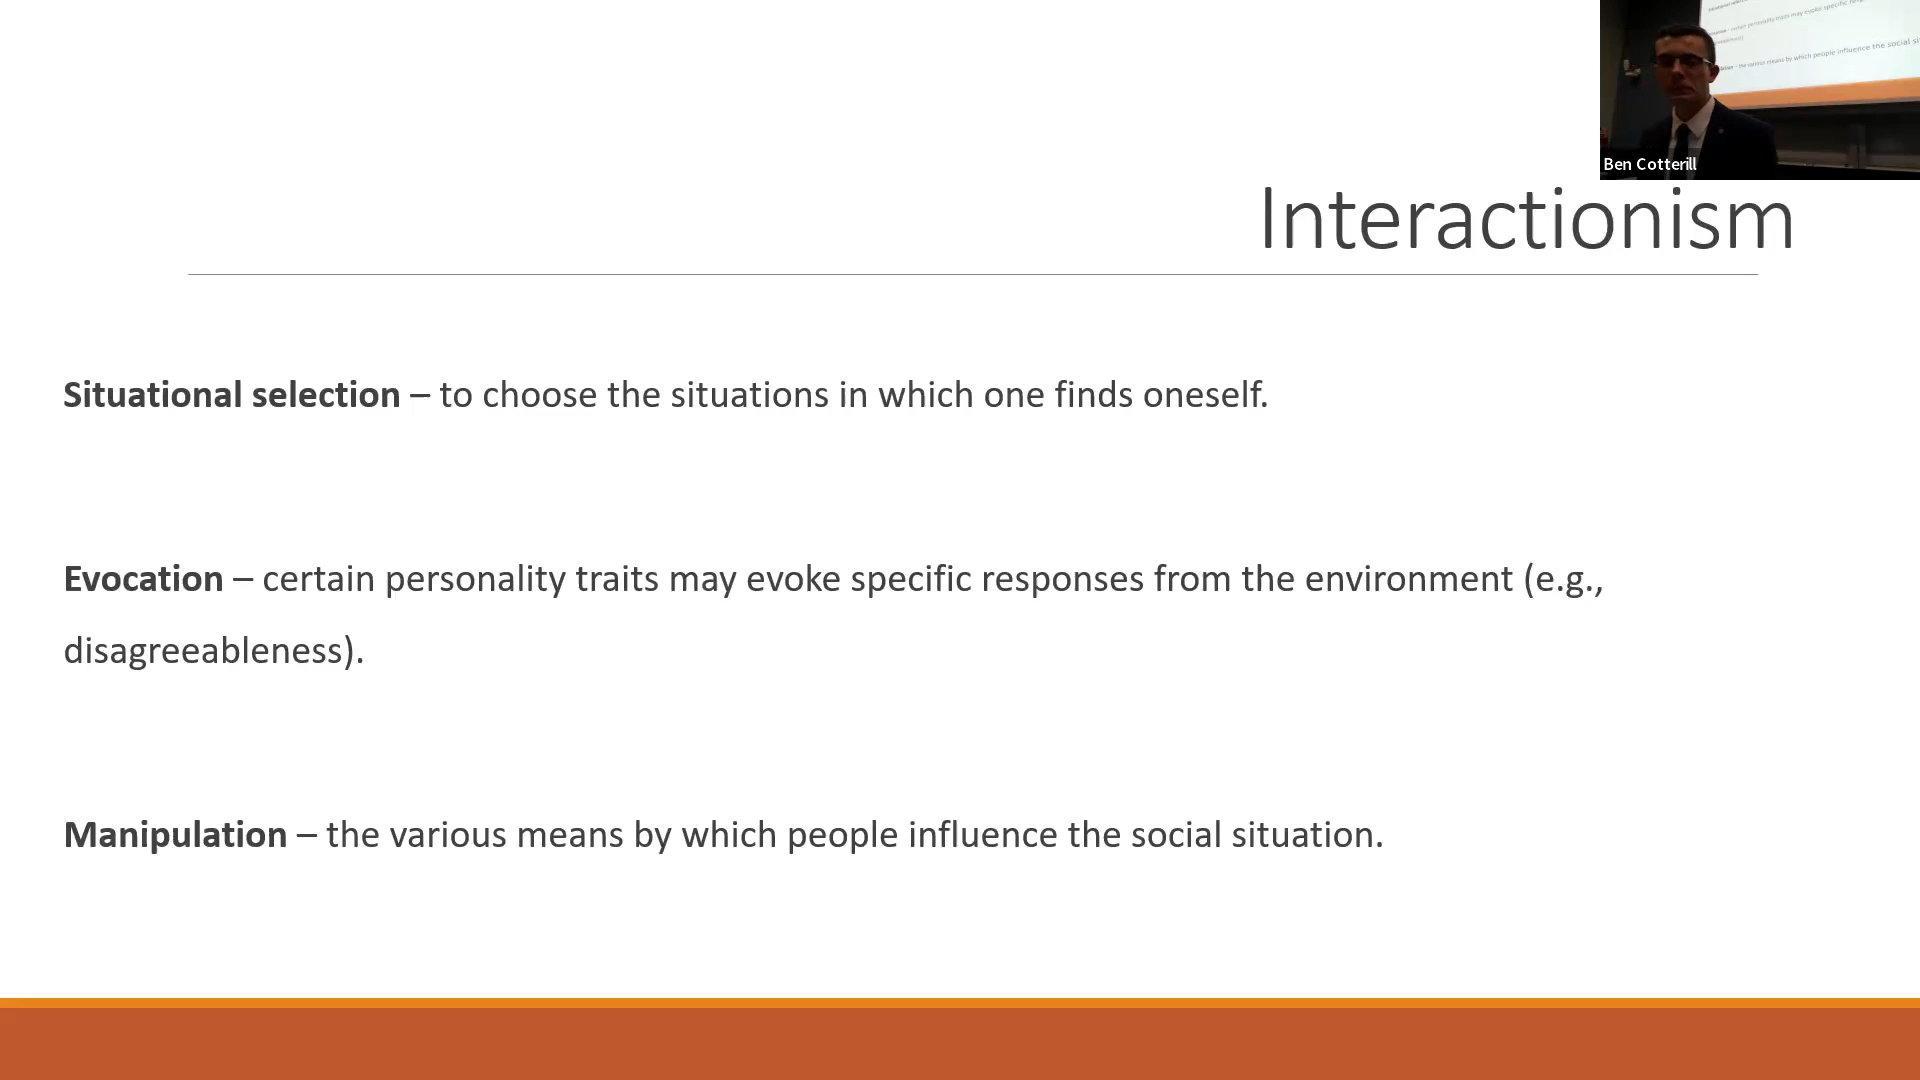 Ben Cotterill
Interactionism
Situational selection – to choose the situations in which one finds oneself.
Evocation – certain personality traits may evoke specific responses from the environment (e.g.,
disagreeableness).
Manipulation – the various means by which people influence the social situation.